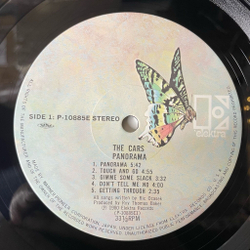 SIDE 1: P-10885E STEREO
elektra
THE CARS
PANORAMA
1. PANORAMA 5:42
2. TOUCH AND GO 4:55
3. GIMME SOME SLACK 3:32
4. DON'T TELL ME NO 4:00
5. GETTING THROUGH 2:35
All songs written by Ric Ocasek
Produced by Roy Thomas Baker
℗ 1980 Elektra Records
33⅓RPM